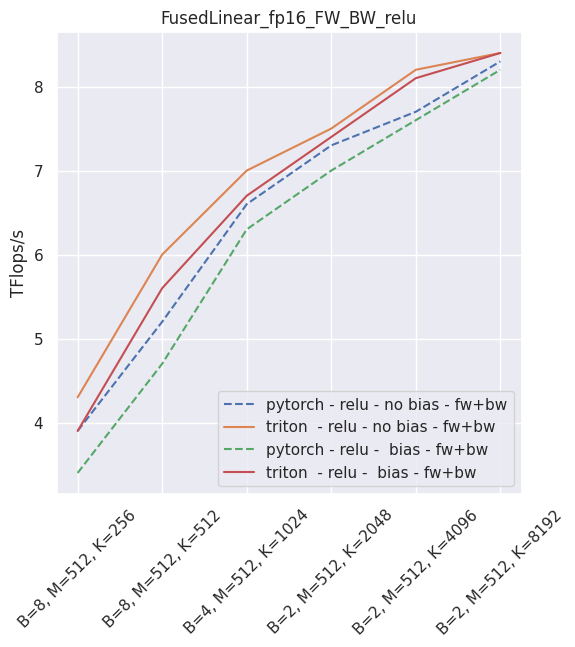 FusedLinear_fp16_FW_BW_relu
TFlops/s
8
7
6
5
4
pytorch - relu - no bias - fw+bw
triton  - relu - no bias - fw+bw
pytorch - relu -  bias - fw+bw
triton  - relu -  bias - fw+bw
B=8, M=512, K=256
B=8, M=512, K=512
B=4, M=512, K=1024
B=2, M=512, K=2048
B=2, M=512, K=4096
B=2, M=512, K=8192